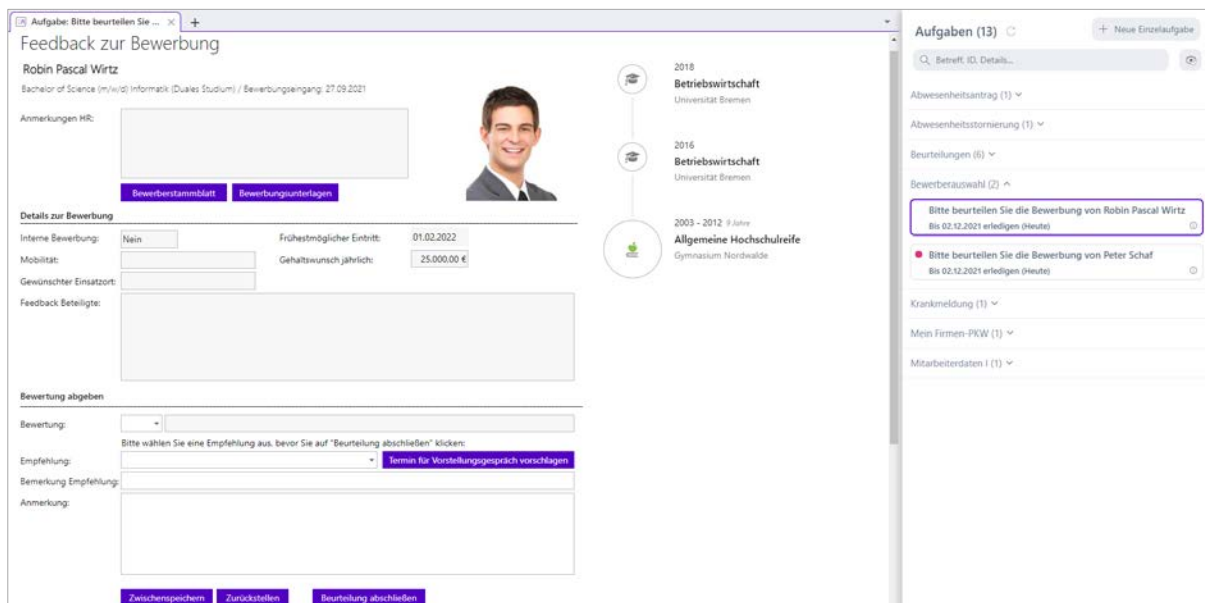 Aufgabe: Bitte beurteilen Sie ...
Feedback zur Bewerbung
Robin Pascal Wirtz
Bachelor of Science (m/w/d) Informatik (Duales Studium) / Bewerbungseingang: 27.09.2021
Anmerkungen HR:
Bewerberstammblatt
Bewerbungsunterlagen
Details zur Bewerbung
Interne Bewerbung:
Nein
Frühestmöglicher Eintritt:
01.02.2022
Mobilität:
Gehaltswunsch jährlich:
25.000,00 €
Gewünschter Einsatzort:
Feedback Beteiligte:
Bewertung abgeben
Bewertung:
Bitte wählen Sie eine Empfehlung aus, bevor Sie auf "Beurteilung abschließen" klicken:
Empfehlung:
Termin für Vorstellungsgespräch vorschlagen
Bemerkung Empfehlung:
Anmerkung:
Zwischenspeichern
Zurückstellen
Beurteilung abschließen
2018
Betriebswirtschaft
Universität Bremen
2016
Betriebswirtschaft
Universität Bremen
2003 - 2012 9 Jahre
Allgemeine Hochschulreife
Gymnasium Nordwalde
Aufgaben (13)
+ Neue Einzelaufgabe
Betreff, ID, Details...
Abwesenheitsantrag (1)
Abwesenheitsstornierung (1)
Beurteilungen (6)
Bewerberauswahl (2)
Bitte beurteilen Sie die Bewerbung von Robin Pascal Wirtz
Bis 02.12.2021 erledigen (Heute)
Bitte beurteilen Sie die Bewerbung von Peter Schaf
Bis 02.12.2021 erledigen (Heute)
Krankmeldung (1)
Mein Firmen-PKW (1)
Mitarbeiterdaten I (1)